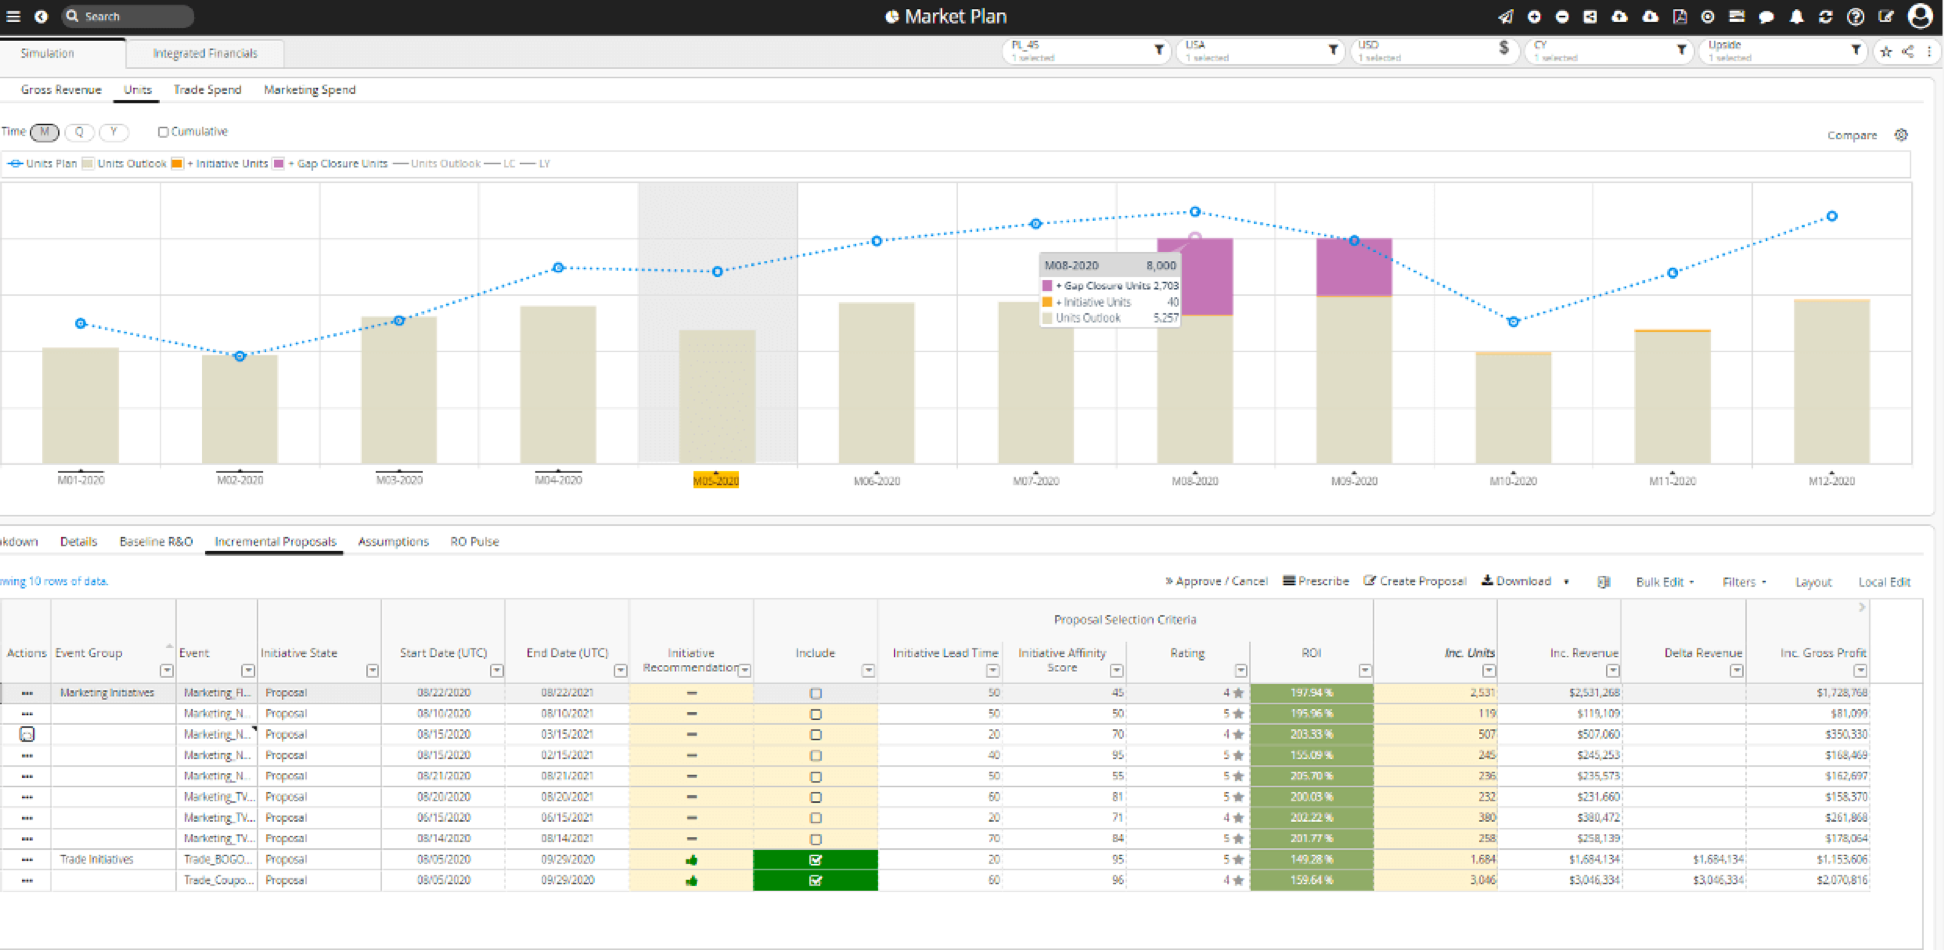 Search
Market Plan
Simulation
Integrated Financials
PL_45
1 selected
USA
1 selected
USD
1 selected
$
CY
1 selected
Upside
1 selected
Gross Revenue Units Trade Spend Marketing Spend
Time M Q Y Cumulative
Compare
Units Plan Units Outlook + Initiative Units + Gap Closure Units Units Outlook LC LY
M08-2020 8,000
+ Gap Closure Units 2,703
+ Initiative Units 40
Units Outlook 5,257
M01-2020 M02-2020 M03-2020 M04-2020 M05-2020 M06-2020 M07-2020 M08-2020 M09-2020 M10-2020 M11-2020 M12-2020
kdown Details Baseline R&O Incremental Proposals Assumptions RO Pulse
wing 10 rows of data.
» Approve / Cancel Prescribe Create Proposal Download Bulk Edit Filters Layout Local Edit
Proposal Selection Criteria
Actions Event Group Event Initiative State Start Date (UTC) End Date (UTC) Initiative Recommendation Include Initiative Lead Time Initiative Affinity Score Rating ROI Inc. Units Inc. Revenue Delta Revenue Inc. Gross Profit
Marketing Initiatives Marketing_Fl... Proposal 08/22/2020 08/22/2021 50 45 4 197.94 % 2,531 $2,531,268 $1,728,768
Marketing_N... Proposal 08/10/2020 08/10/2021 50 50 5 195.96 % 119 $119,109 $81,099
Marketing_N... Proposal 08/15/2020 03/15/2021 20 70 4 203.33 % 507 $507,060 $350,330
Marketing_N... Proposal 08/15/2020 02/15/2021 40 95 5 155.09 % 245 $245,253 $168,469
Marketing_N... Proposal 08/21/2020 08/21/2021 50 55 5 205.70 % 236 $235,573 $162,697
Marketing_TV... Proposal 08/20/2020 08/20/2021 60 81 5 200.03 % 232 $231,660 $158,370
Marketing_TV... Proposal 06/15/2020 06/15/2021 20 71 4 202.22 % 380 $380,472 $261,868
Marketing_TV... Proposal 08/14/2020 08/14/2021 70 84 5 201.77 % 258 $258,139 $178,064
Trade Initiatives Trade_BOGO... Proposal 08/05/2020 09/29/2020 20 95 5 149.28 % 1,684 $1,684,134 $1,684,134 $1,153,606
Trade_Coupo... Proposal 08/05/2020 09/29/2020 60 96 4 159.64 % 3,046 $3,046,334 $3,046,334 $2,070,816